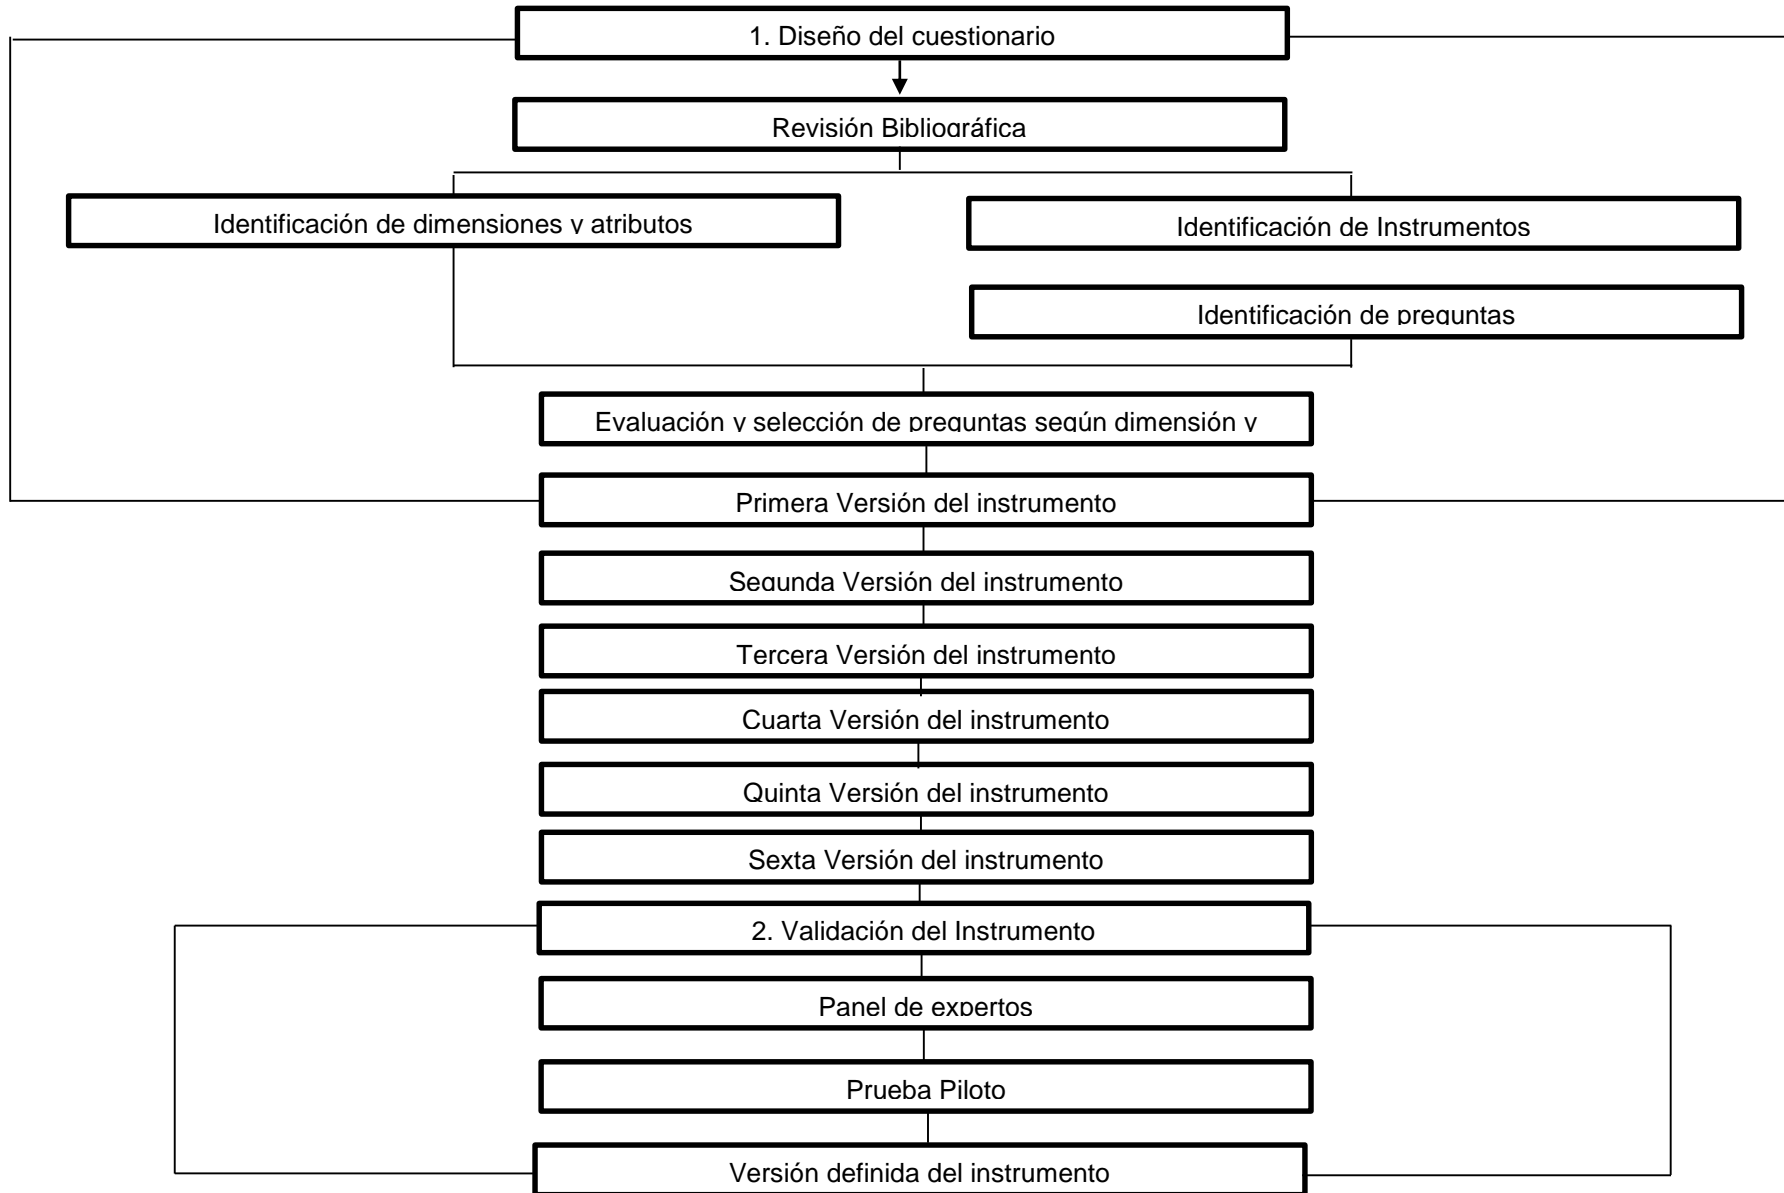 1. Diseño del cuestionario
Revisión Bibliográfica
Identificación de dimensiones y atributos
Identificación de Instrumentos
Identificación de preguntas
Evaluación y selección de preguntas según dimensión y
Primera Versión del instrumento
Segunda Versión del instrumento
Tercera Versión del instrumento
Cuarta Versión del instrumento
Quinta Versión del instrumento
Sexta Versión del instrumento
2. Validación del Instrumento
Panel de expertos
Prueba Piloto
Versión definida del instrumento